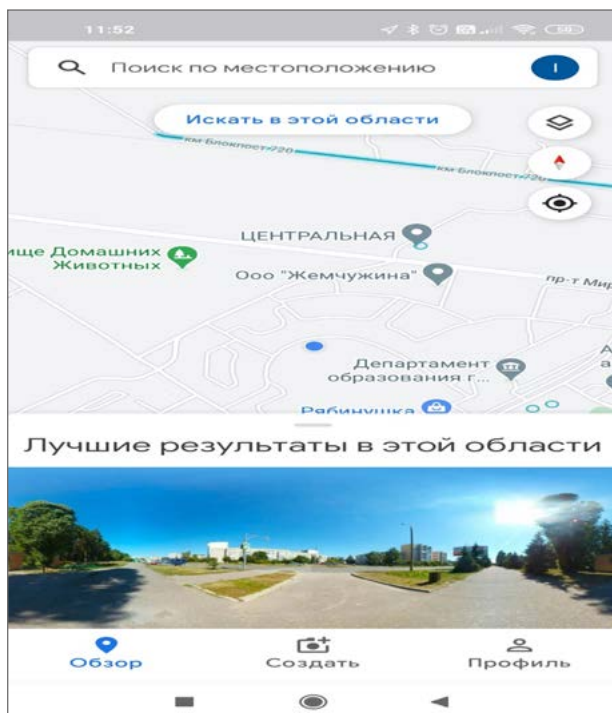 11:52
Поиск по местоположению
I
Искать в этой области
км Блокпост-720
км Блокпост-720
ЦЕНТРАЛЬНАЯ
ище Домашних
Животных
Ооо "Жемчужина"
пр-т Мир
Департамент
образования г...
А
а
Рябинушка
Лучшие результаты в этой области
Обзор
Создать
Профиль